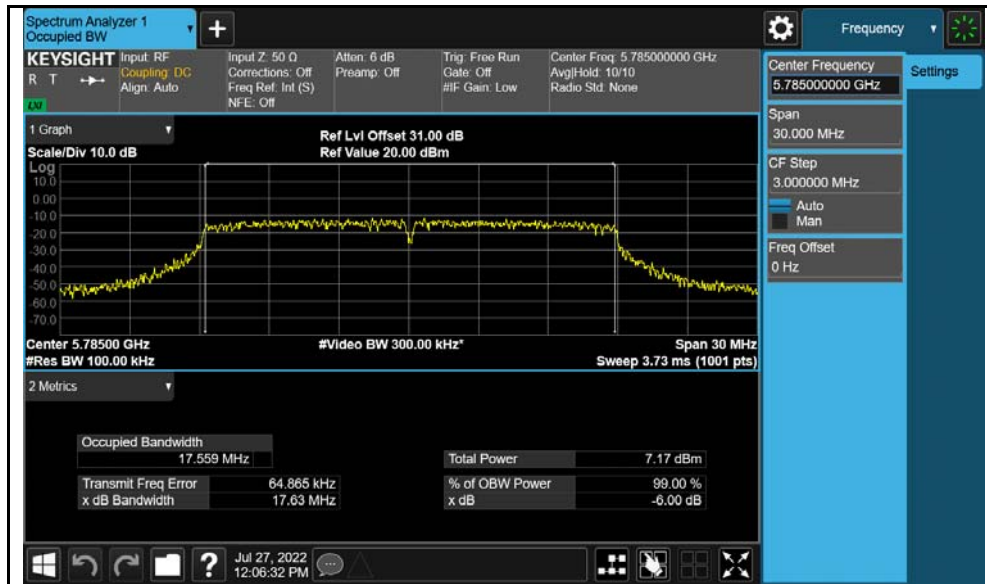 Spectrum Analyzer 1
Occupied BW
+
Frequency
KEYSIGHT
R T
LXI
Input: RF
Coupling: DC
Align: Auto
Input Z: 50 Ω
Corrections: Off
Freq Ref: Int (S)
NFE: Off
Atten: 6 dB
Preamp: Off
Trig: Free Run
Gate: Off
#IF Gain: Low
Center Freq: 5.785000000 GHz
Avg|Hold: 10/10
Radio Std: None
Center Frequency
5.785000000 GHz
Settings
Span
30.000 MHz
CF Step
3.000000 MHz
Auto
Man
Freq Offset
0 Hz
1 Graph
Scale/Div 10.0 dB
Ref Lvl Offset 31.00 dB
Ref Value 20.00 dBm
Log
10.0
0.00
-10.0
-20.0
-30.0
-40.0
-50.0
-60.0
-70.0
Center 5.78500 GHz
#Video BW 300.00 kHz*
Span 30 MHz
#Res BW 100.00 kHz
Sweep 3.73 ms (1001 pts)
2 Metrics
Occupied Bandwidth
17.559 MHz
Total Power 7.17 dBm
Transmit Freq Error 64.865 kHz
% of OBW Power 99.00 %
x dB Bandwidth 17.63 MHz
x dB -6.00 dB
?
Jul 27, 2022
12:06:32 PM